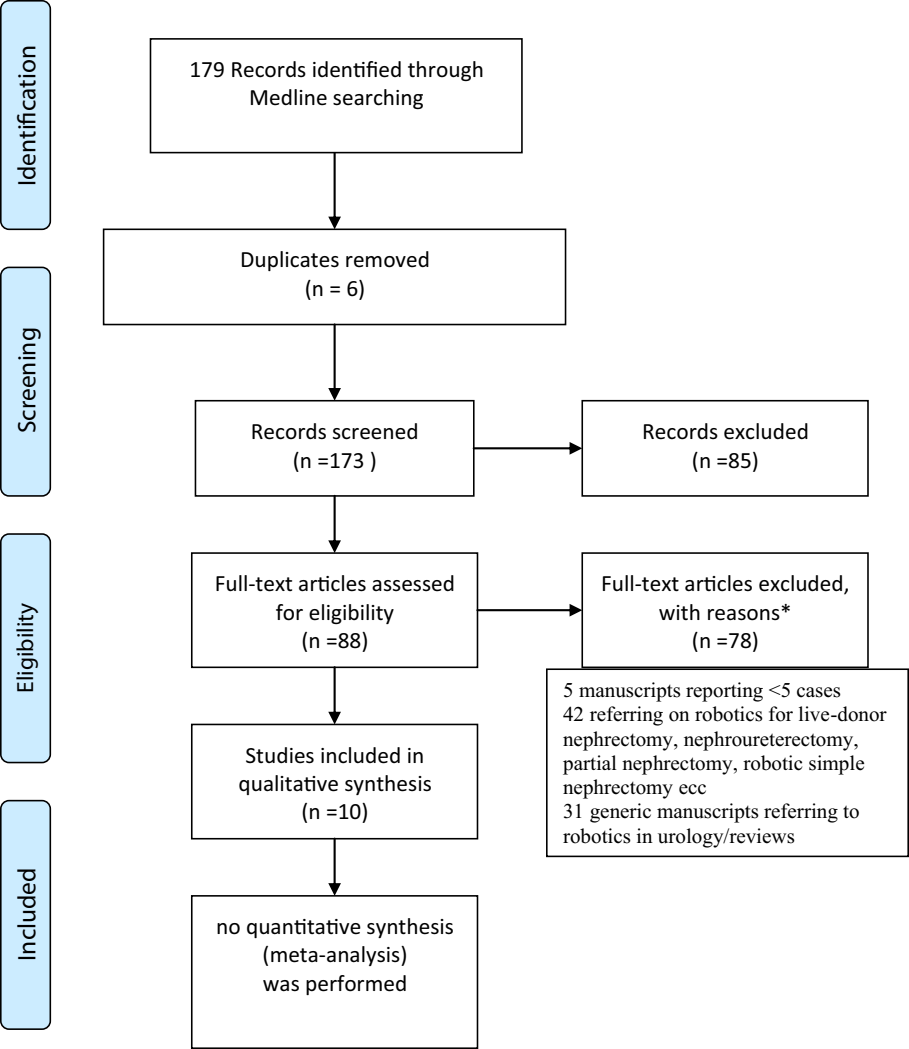 Identification
179 Records identified through
Medline searching
Duplicates removed
(n = 6)
Screening
Records screened
(n =173 )
Records excluded
(n =85)
Eligibility
Full-text articles assessed
for eligibility
(n =88)
Full-text articles excluded,
with reasons*
(n =78)
5 manuscripts reporting <5 cases
42 referring on robotics for live-donor
nephrectomy, nephroureterectomy,
partial nephrectomy, robotic simple
nephrectomy ecc
31 generic manuscripts referring to
robotics in urology/reviews
Studies included in
qualitative synthesis
(n =10)
Included
no quantitative synthesis
(meta-analysis)
was performed